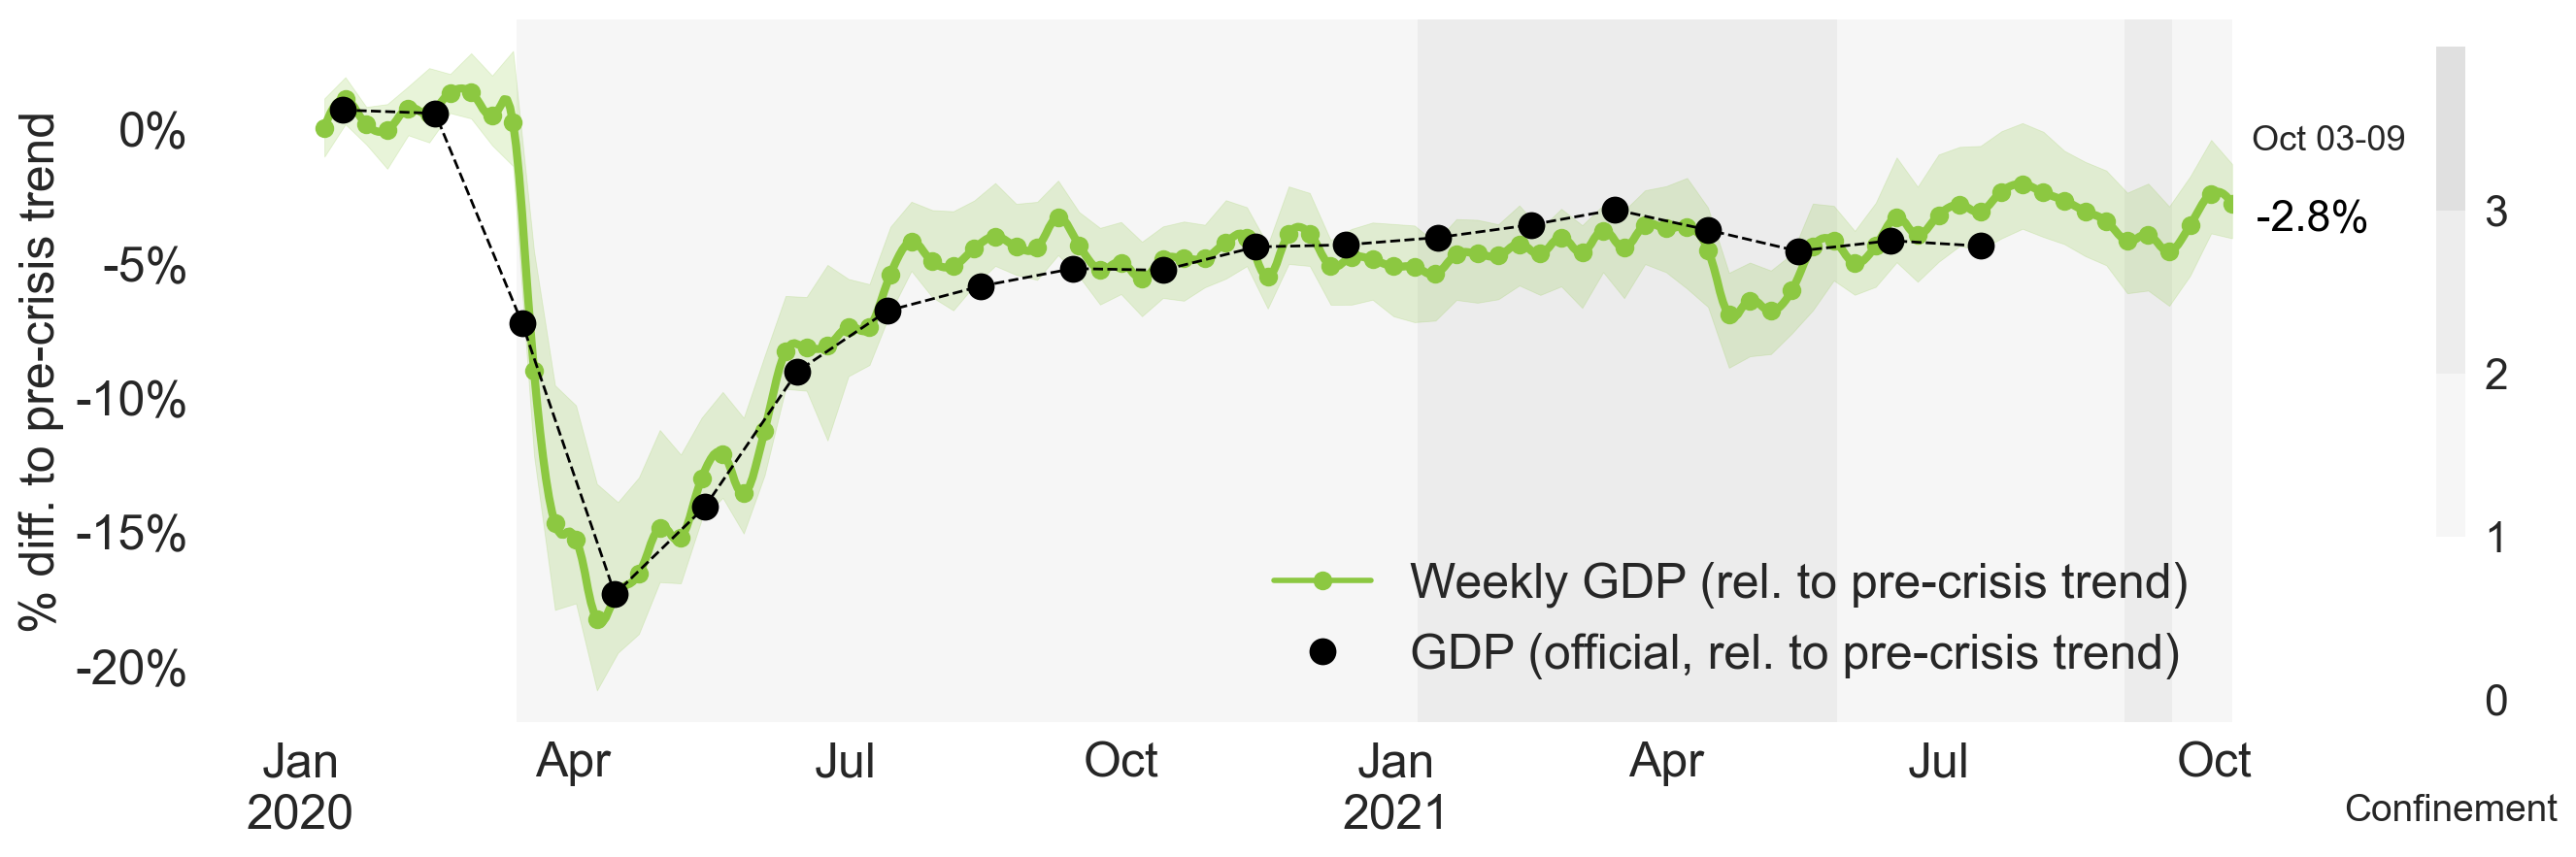 % diff. to pre-crisis trend
0%
-5%
-10%
-15%
-20%
Jan
2020
Apr
Jul
Oct
Jan
2021
Apr
Jul
Oct
Weekly GDP (rel. to pre-crisis trend)
GDP (official, rel. to pre-crisis trend)
Oct 03-09
-2.8%
3
2
1
0
Confinement